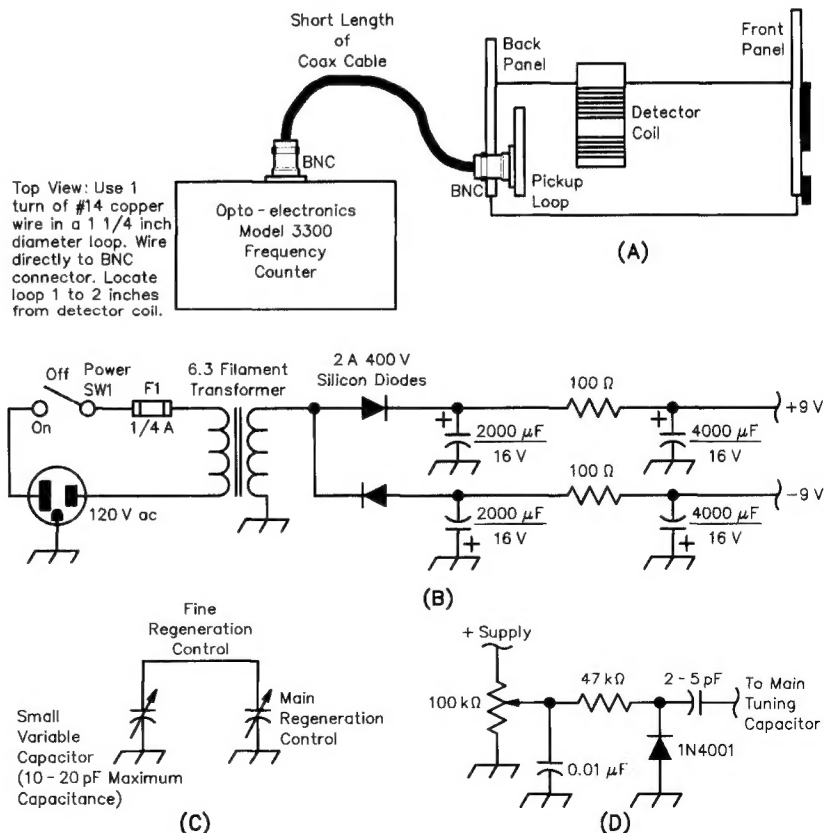 Short Length
of
Coax Cable
Back
Panel
Front
Panel
Detector
Coil
BNC
BNC
Pickup
Loop
Top View: Use 1
turn of #14 copper
wire in a 1 1/4 inch
diameter loop. Wire
directly to BNC
connector. Locate
loop 1 to 2 inches
from detector coil.
Opto-electronics
Model 3300
Frequency
Counter
(A)
Off
Power
SW1
On
F1
1/4 A
6.3 Filament
Transformer
2 A 400 V
Silicon Diodes
100 Ω
+
2000 µF
16 V
+
4000 µF
16 V
+9 V
120 V ac
100 Ω
2000 µF
16 V
+
4000 µF
16 V
+
-9 V
(B)
Fine
Regeneration
Control
Small
Variable
Capacitor
(10-20 pF Maximum
Capacitance)
Main
Regeneration
Control
(C)
+ Supply
100 kΩ
47 kΩ
2-5 pF
To Main
Tuning
Capacitor
0.01 µF
1N4001
(D)